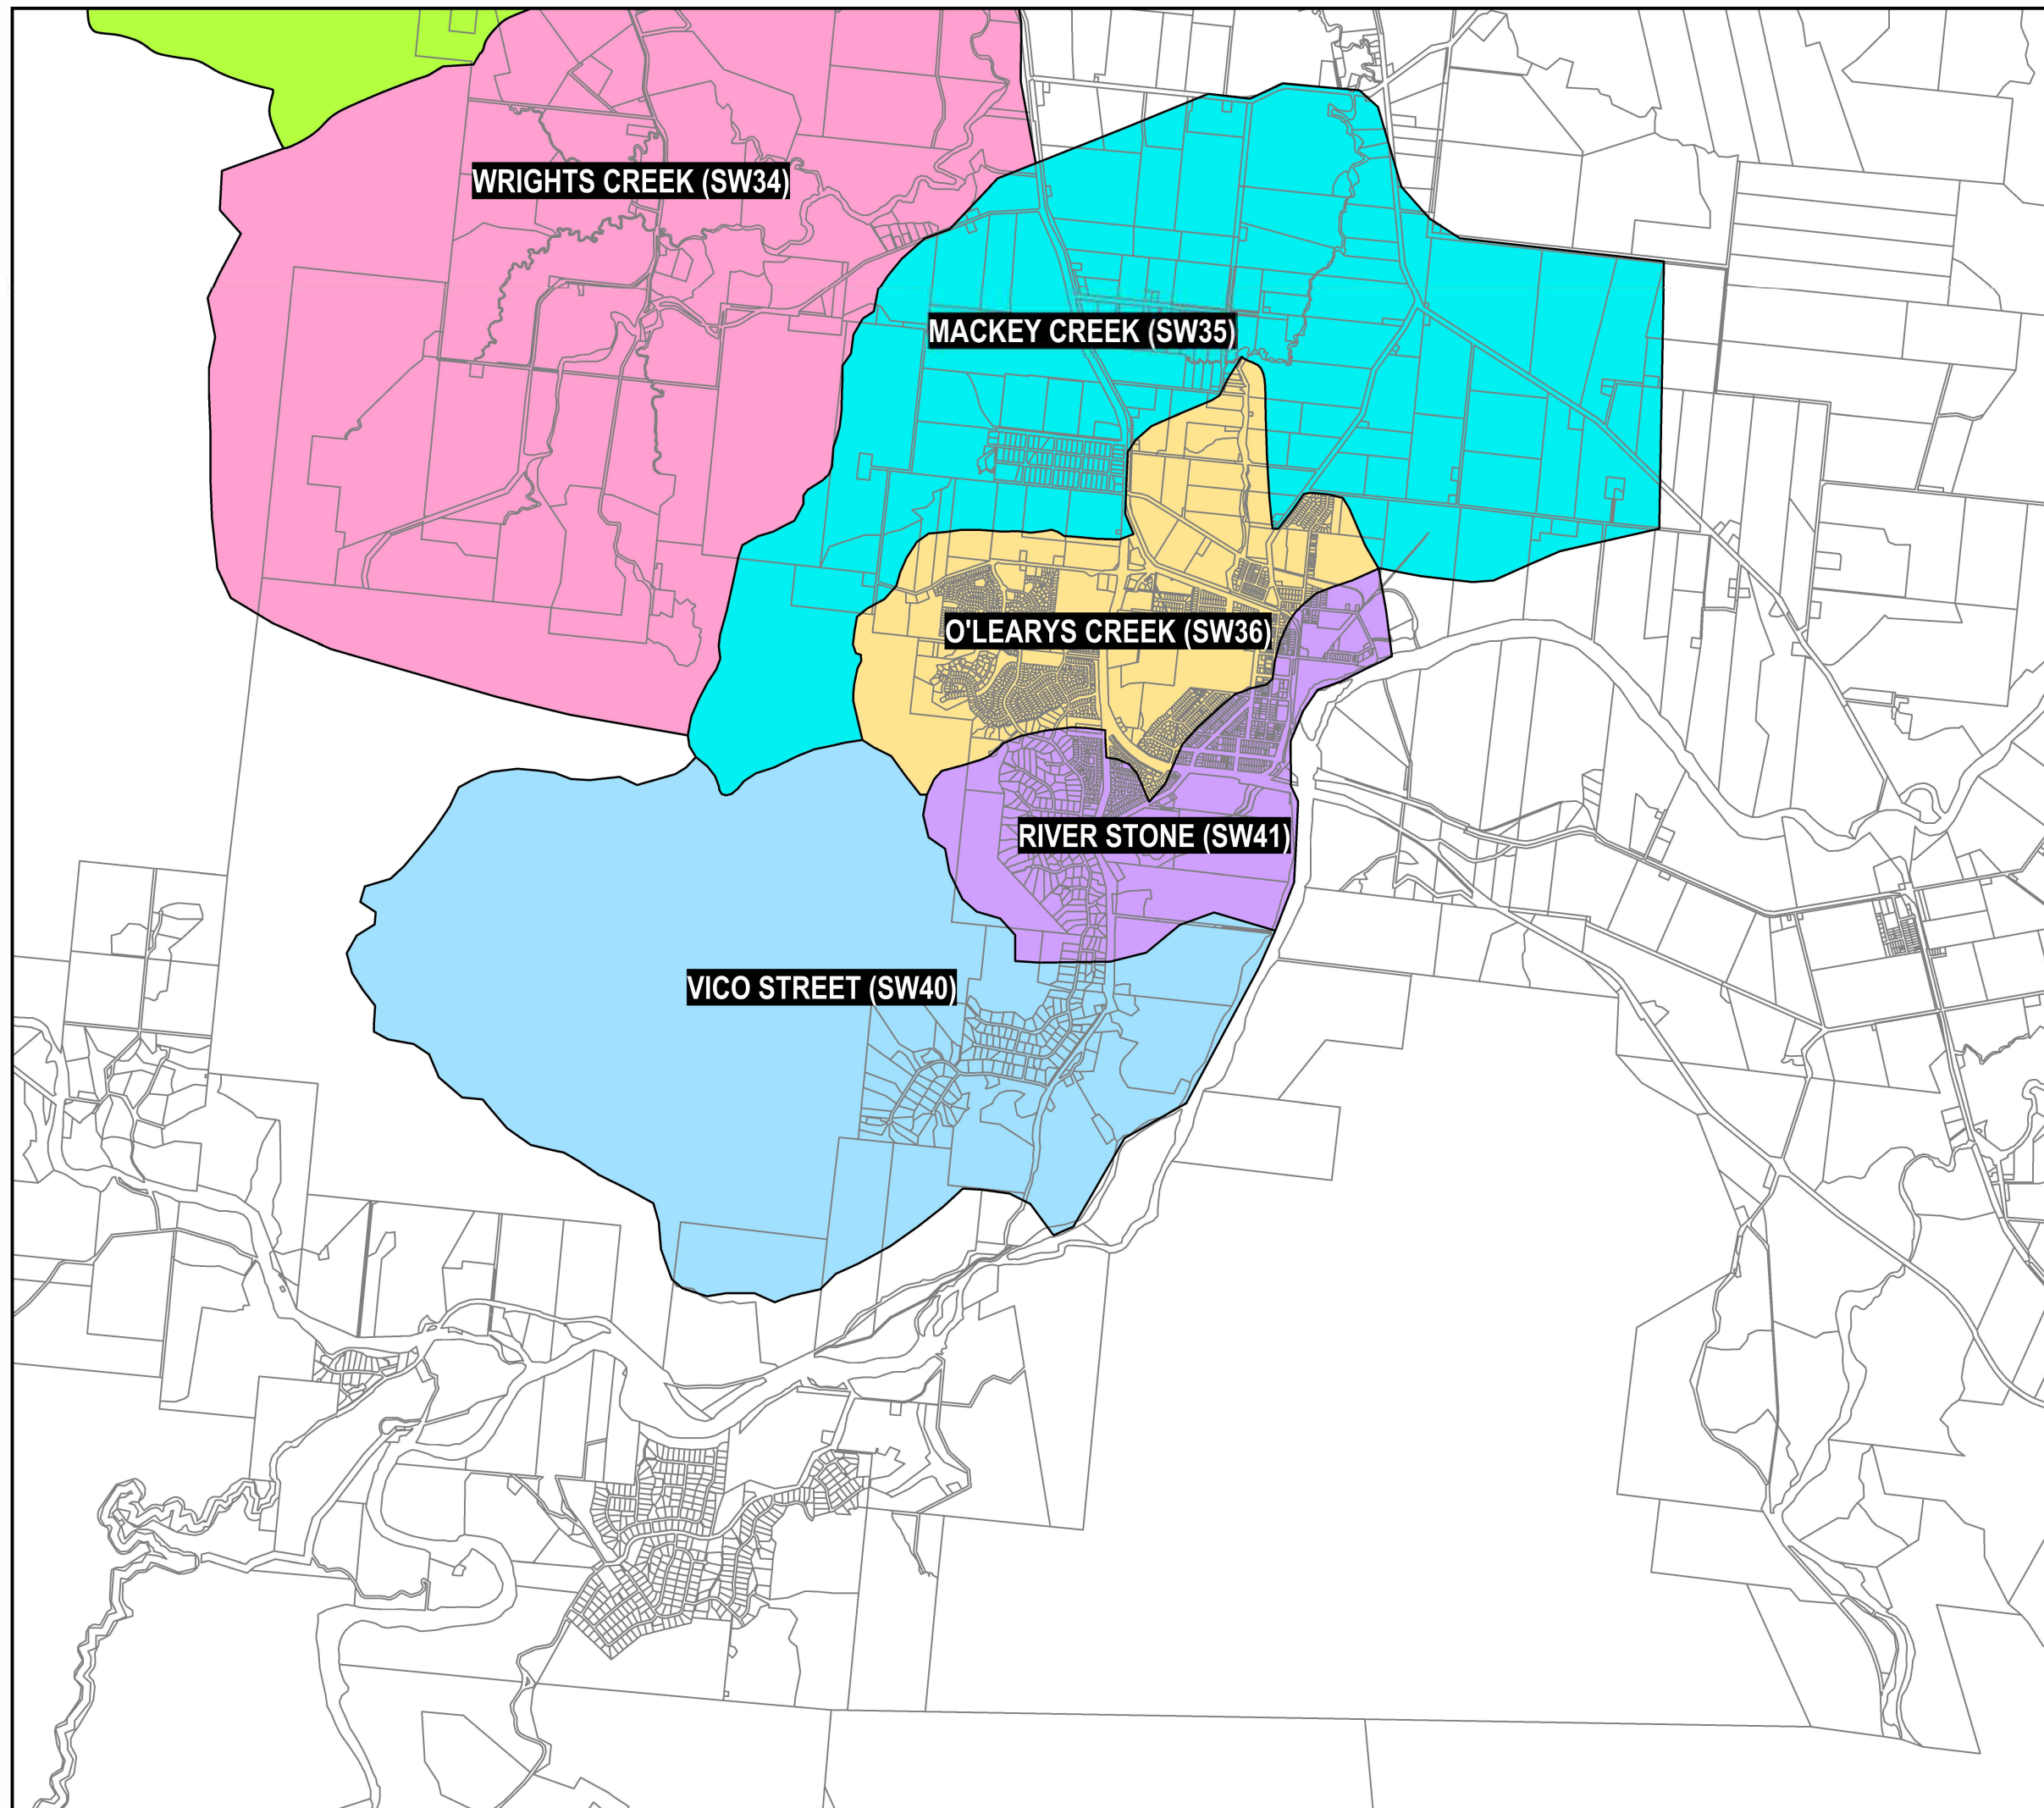 WRIGHTS CREEK (SW34)
MACKEY CREEK (SW35)
O'LEARYS CREEK (SW36)
RIVER STONE (SW41)
VICO STREET (SW40)